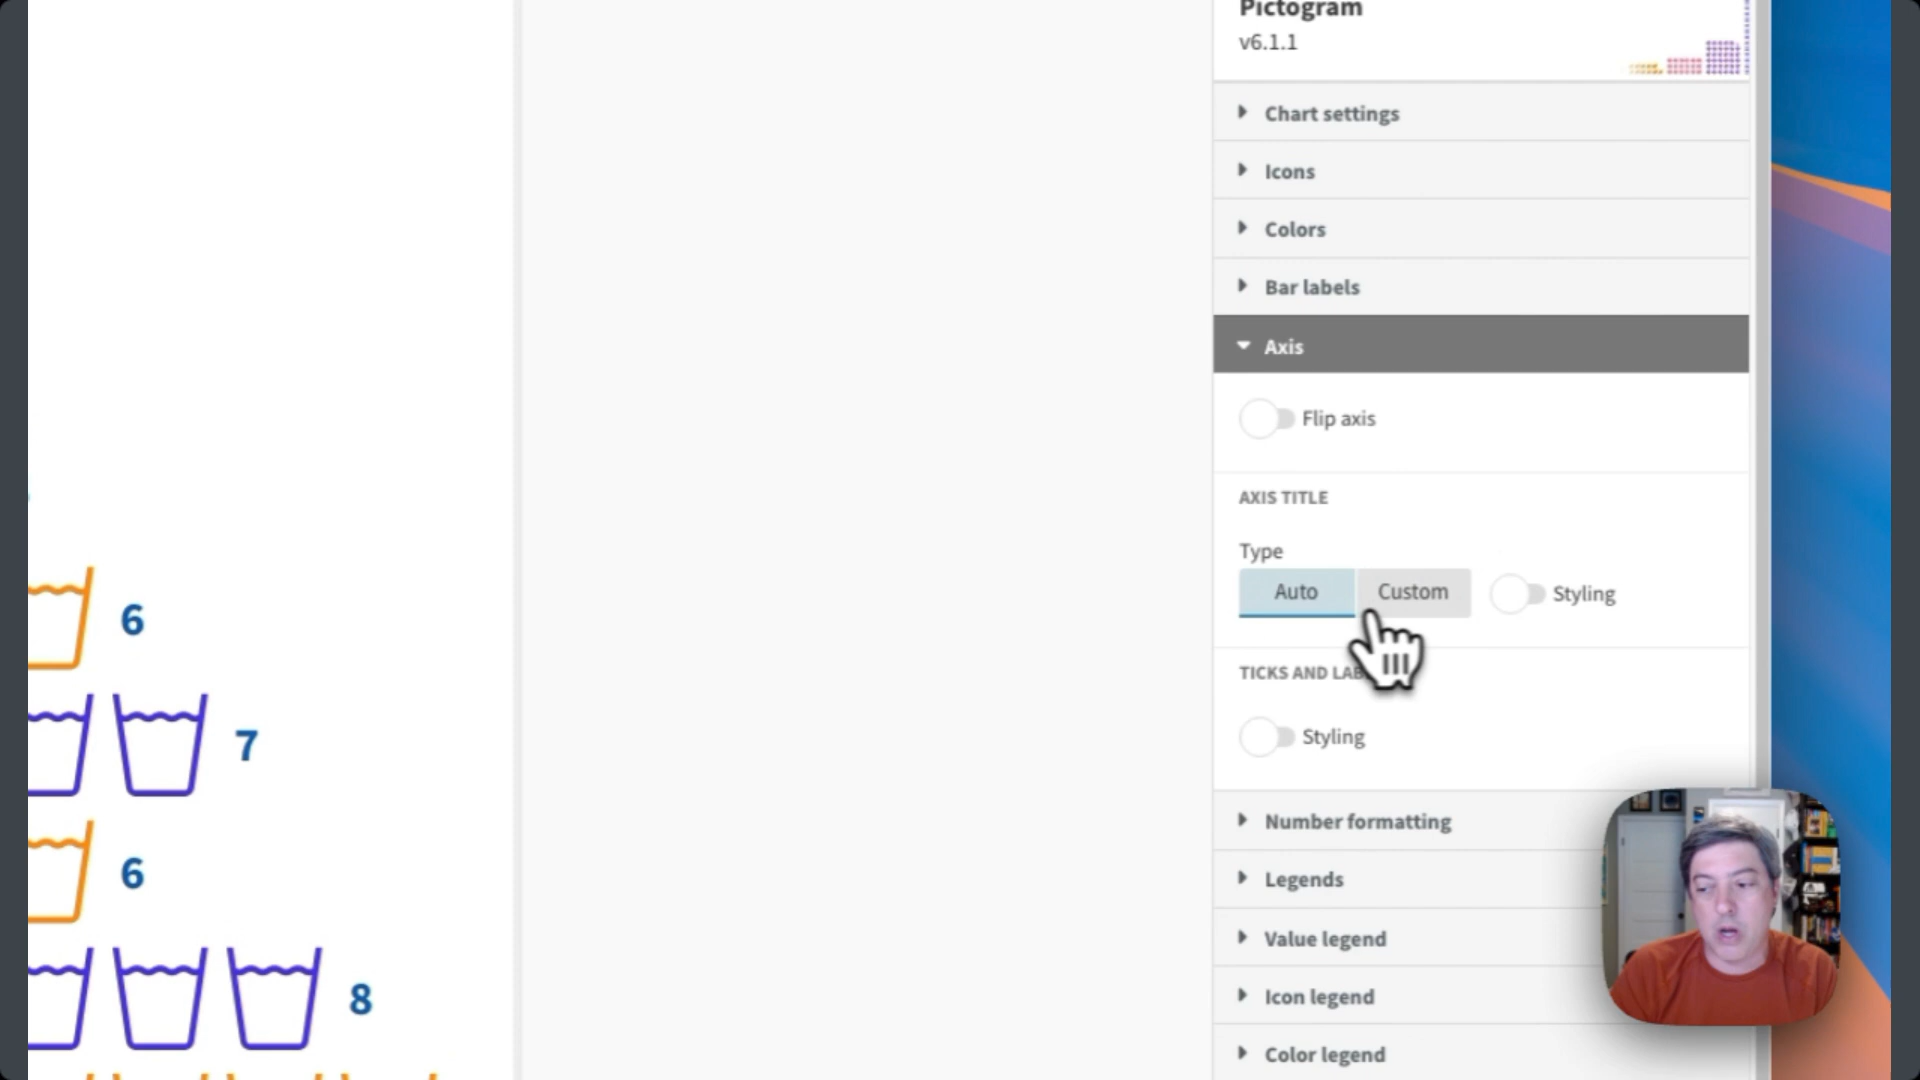 Pictogram
v6.1.1
Chart settings
Icons
Colors
Bar labels
Axis
Flip axis
AXIS TITLE
Type
Auto
Custom
Styling
TICKS AND
Styling
Number formatting
Legends
Value legend
Icon legend
Color legend
6
7
6
8